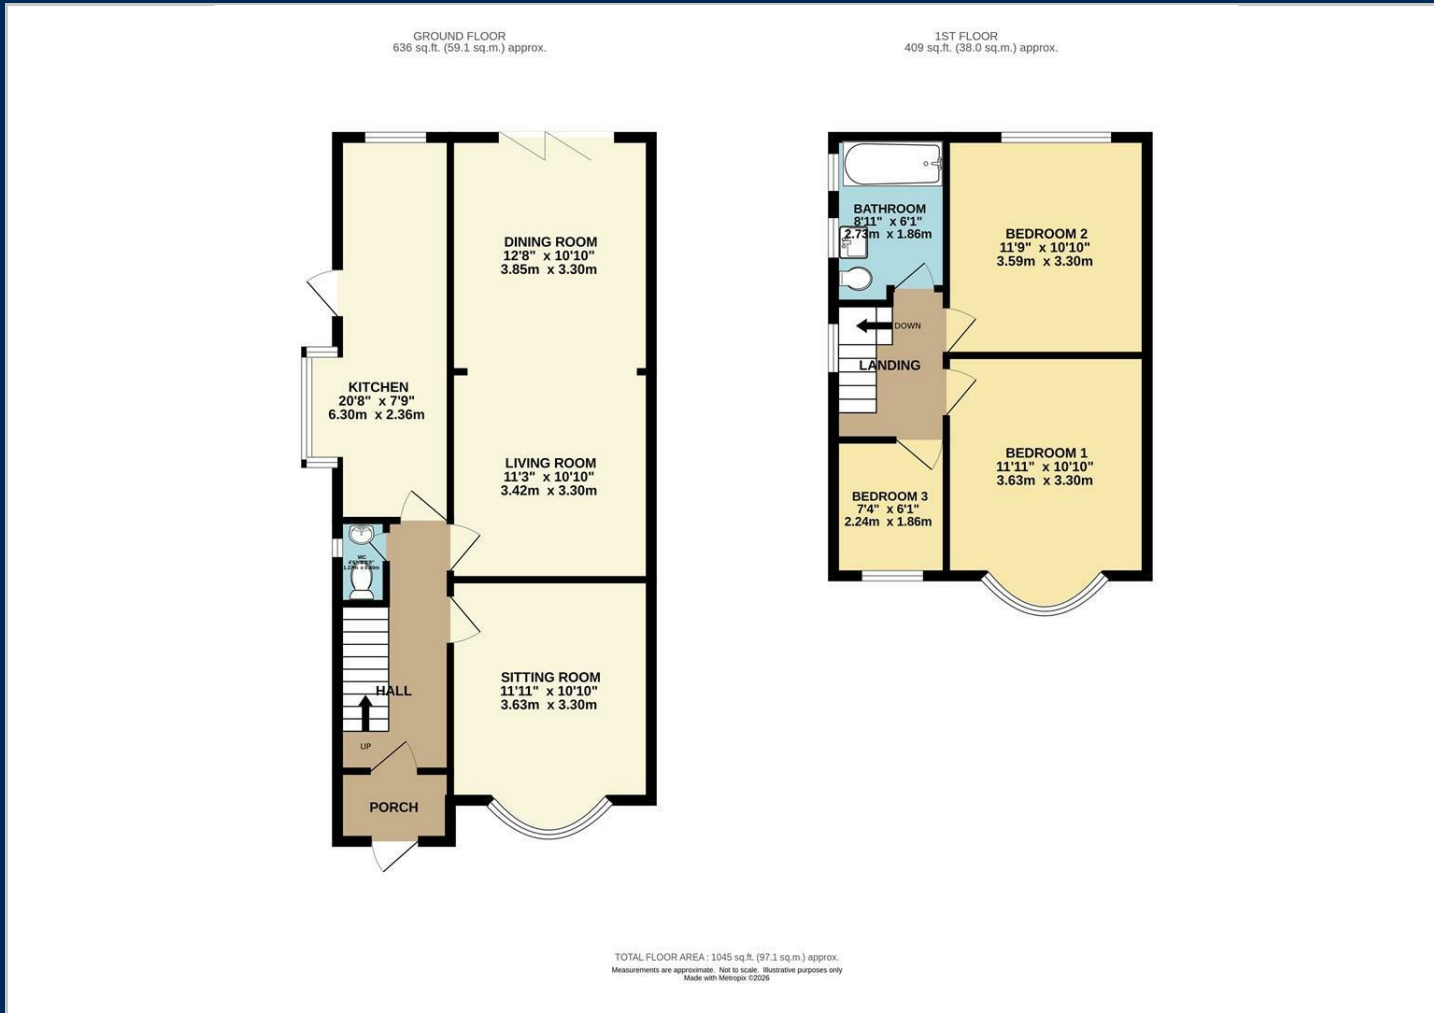 GROUND FLOOR
636 sq.ft. (59.1 sq.m.) approx.
1ST FLOOR
409 sq.ft. (38.0 sq.m.) approx.
DINING ROOM
12'8" x 10'10"
3.85m x 3.30m
KITCHEN
20'8" x 7'9"
6.30m x 2.36m
LIVING ROOM
11'3" x 10'10"
3.42m x 3.30m
WC
HALL
UP
SITTING ROOM
11'11" x 10'10"
3.63m x 3.30m
PORCH
BATHROOM
8'11" x 6'1"
2.73m x 1.86m
BEDROOM 2
11'9" x 10'10"
3.59m x 3.30m
DOWN
LANDING
BEDROOM 1
11'11" x 10'10"
3.63m x 3.30m
BEDROOM 3
7'4" x 6'1"
2.24m x 1.86m
TOTAL FLOOR AREA : 1045 sq.ft. (97.1 sq.m.) approx.
Measurements are approximate. Not to scale. Illustrative purposes only
Made with Metropix ©2026